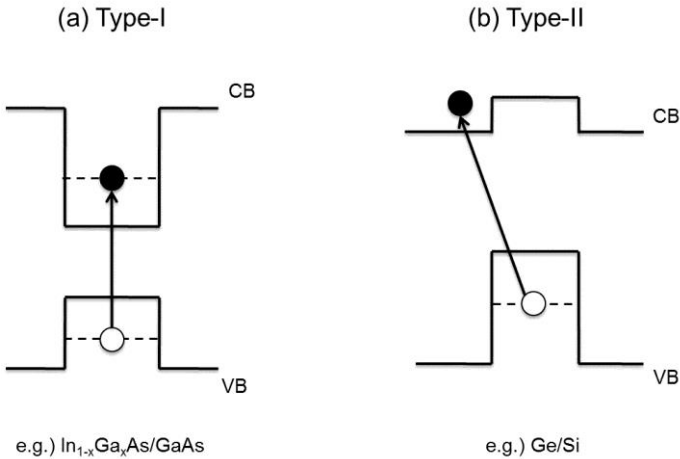 (a) Type-I
(b) Type-II
CB
CB
VB
VB
e.g.) In1-xGaxAs/GaAs
e.g.) Ge/Si